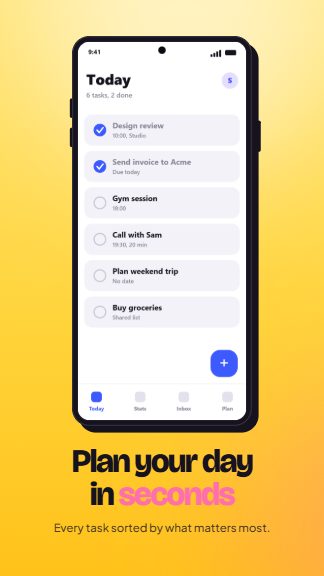 9:41
Today
S
6 tasks, 2 done
Design review
10:00, Studio
Send invoice to Acme
Due today
Gym session
18:00
Call with Sam
19:30, 20 min
Plan weekend trip
No date
Buy groceries
Shared list
+
Today
Stats
Inbox
Plan
Plan your day
in seconds
Every task sorted by what matters most.